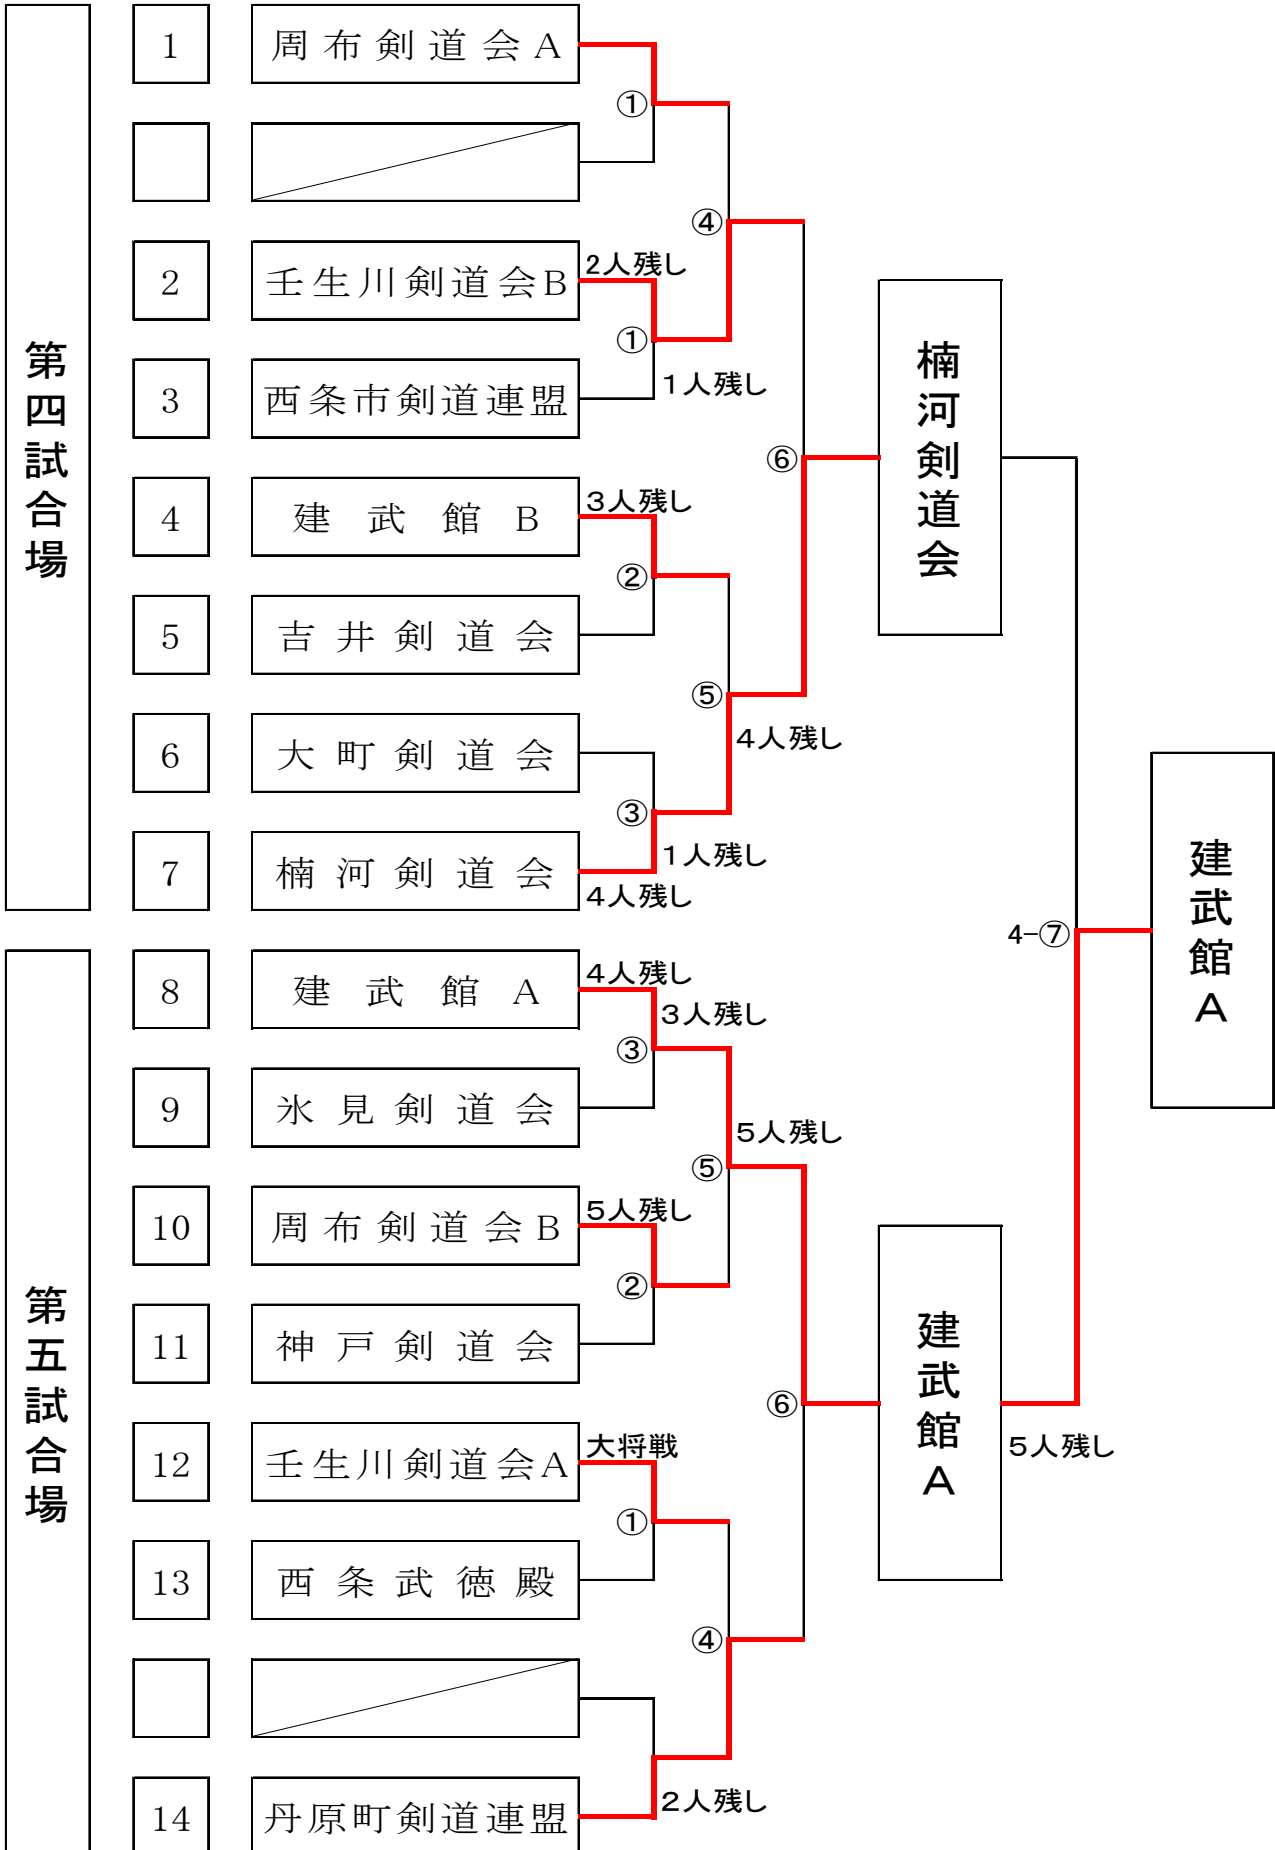 第四試合場
1
周布剣道会A
①
④
2
壬生川剣道会B
2人残し
①
3
西条市剣道連盟
1人残し
⑥
楠河剣道会
4
建武館B
3人残し
②
5
吉井剣道会
⑤
4人残し
6
大町剣道会
③
7
楠河剣道会
1人残し
4人残し
4-⑦
建武館A
第五試合場
8
建武館A
4人残し
3人残し
③
9
氷見剣道会
5人残し
⑤
10
周布剣道会B
5人残し
②
11
神戸剣道会
⑥
建武館A
5人残し
12
壬生川剣道会A
大将戦
①
13
西条武徳殿
④
14
丹原町剣道連盟
2人残し